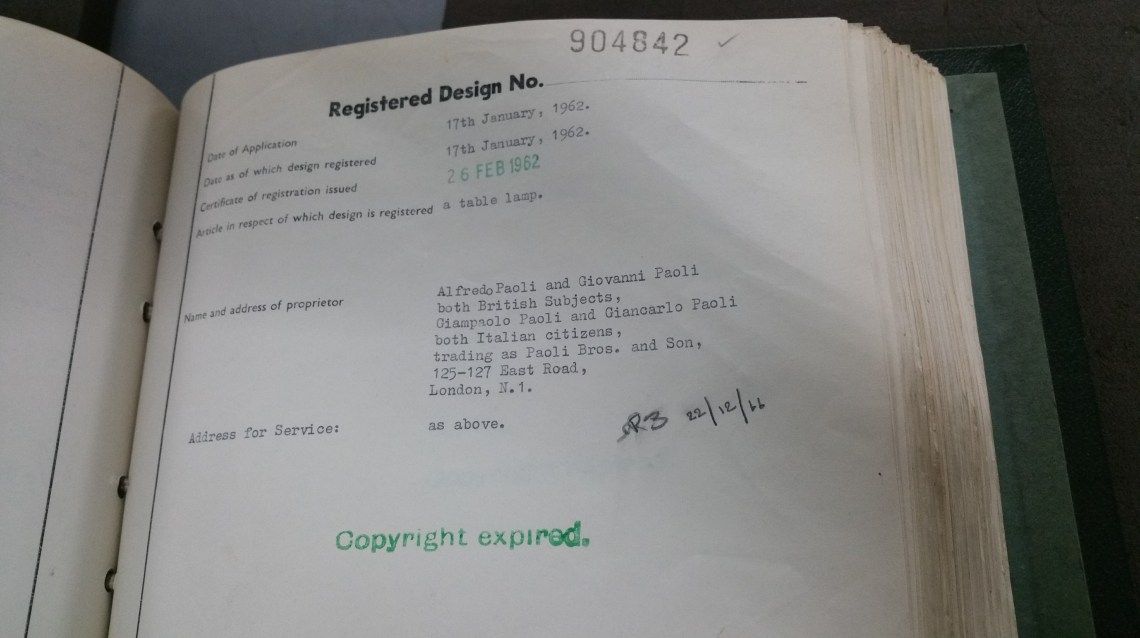 904842 ✓
Registered Design No.
Date of Application 17th January, 1962.
Date as of which design registered 17th January, 1962.
Certificate of registration issued 26 FEB 1962
Article in respect of which design is registered a table lamp.
Name and address of proprietor Alfredo Paoli and Giovanni Paoli
both British Subjects,
Giampaolo Paoli and Giancarlo Paoli
both Italian citizens,
trading as Paoli Bros. and Son,
125-127 East Road,
London, N.1.
Address for Service: as above.
22/12/66
Copyright expired.